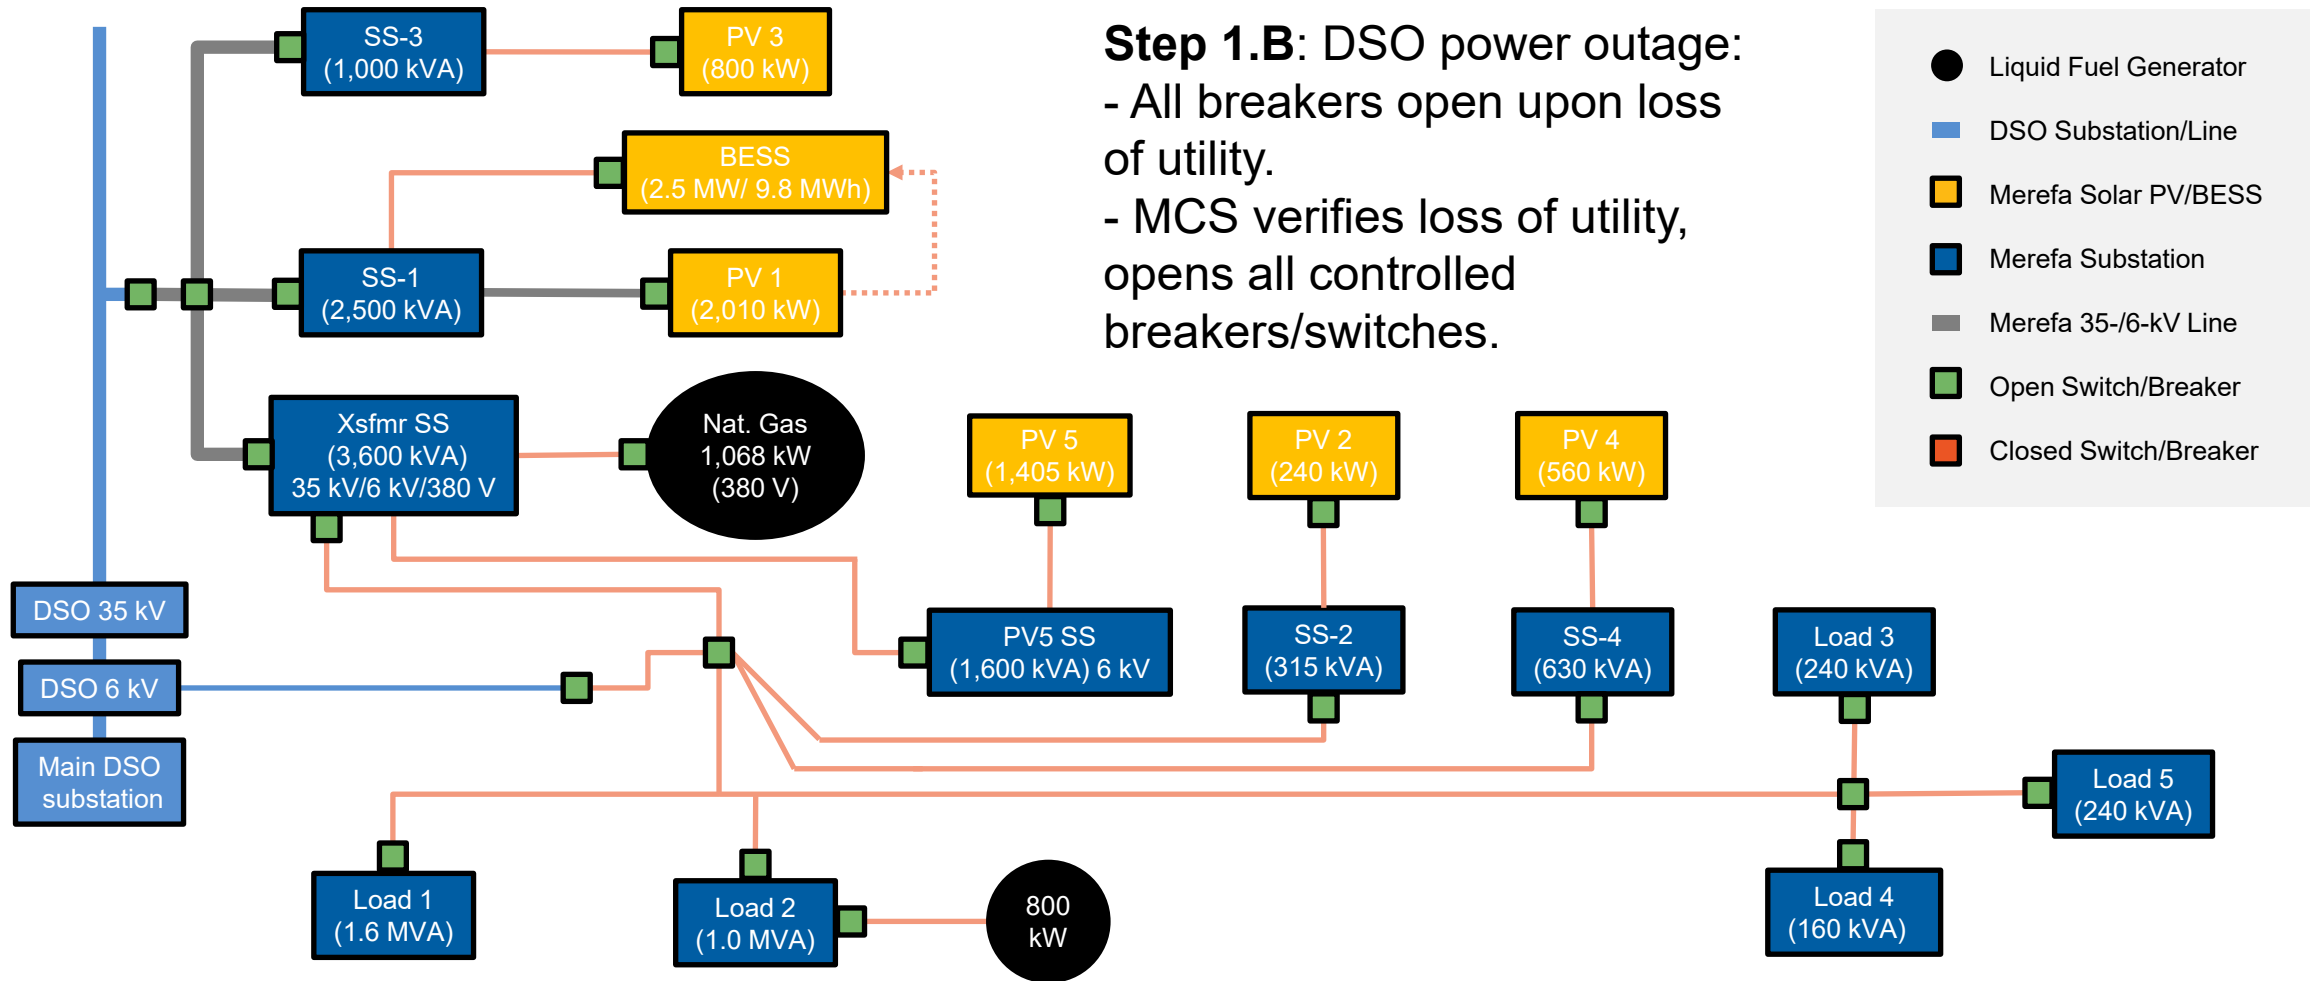 Step 1.B: DSO power outage:
- All breakers open upon loss
of utility.
- MCS verifies loss of utility,
opens all controlled
breakers/switches.
SS-3
(1,000 kVA)
PV 3
(800 kW)
BESS
(2.5 MW/ 9.8 MWh)
SS-1
(2,500 kVA)
PV 1
(2,010 kW)
Xsfmr SS
(3,600 kVA)
35 kV/6 kV/380 V
Nat. Gas
1,068 kW
(380 V)
PV 5
(1,405 kW)
PV 2
(240 kW)
PV 4
(560 kW)
DSO 35 kV
DSO 6 kV
Main DSO
substation
PV5 SS
(1,600 kVA) 6 kV
SS-2
(315 kVA)
SS-4
(630 kVA)
Load 3
(240 kVA)
Load 5
(240 kVA)
Load 1
(1.6 MVA)
Load 2
(1.0 MVA)
800
kW
Load 4
(160 kVA)
Liquid Fuel Generator
DSO Substation/Line
Merefa Solar PV/BESS
Merefa Substation
Merefa 35-/6-kV Line
Open Switch/Breaker
Closed Switch/Breaker